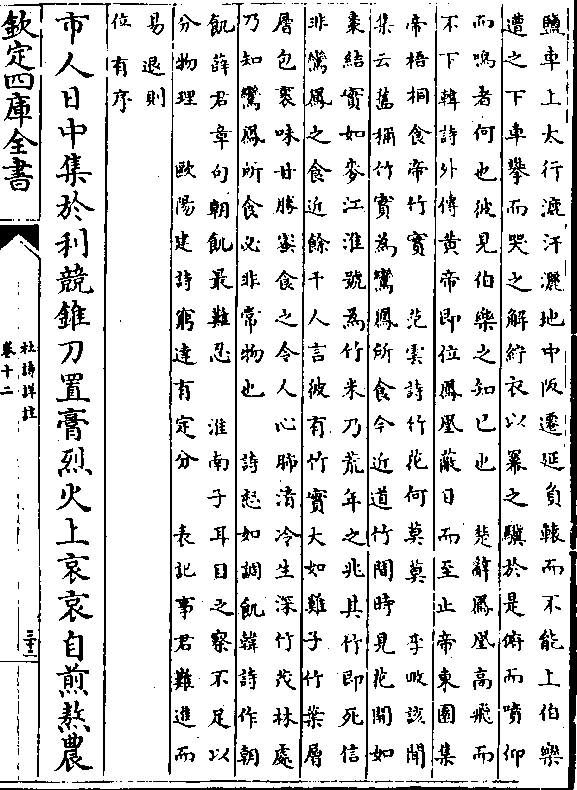 鹽車上太行漉汗灑地中阪遷延負轅而不能上伯樂
遭之下車攀而哭之解紵衣以羃之驥於是俯而噴仰
而鳴者何也彼見伯樂之知己也 楚辭鳳凰高飛而
不下韓詩外傳黄帝即位鳳凰蔽日而至止帝東園集
帝梧桐食帝竹實 范雲詩竹花何莫莫 李畋該聞
集云舊稱竹實為鸞鳳所食今近道竹間時見花開如
棗結實如麥江淮號為竹米乃荒年之兆其竹即死信
非鸞鳳之食近餘干人言彼有竹實大如雞子竹葉層
層包裹味甘勝蜜食之令人心肺清冷生深竹茂林處
乃知鸞鳳所食必非常物也 詩惄如調飢韓詩作朝
飢薛君章句朝飢最難忍 淮南子耳目之察不足以
分物理 歐陽建詩窮達有定分 表記事君難進而
易退則
位有序
市人日中集於利競錐刀置膏烈火上哀哀自煎熬農
欽定四庫全書
杜詩詳註
卷十二
三十二